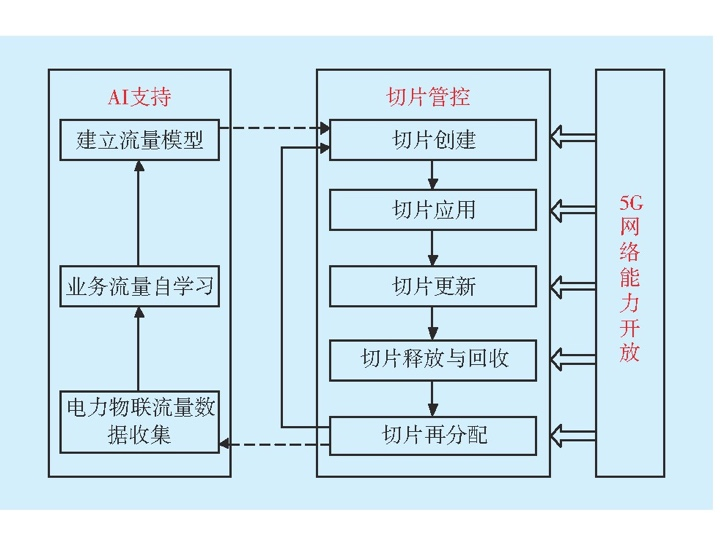 AI支持
建立流量模型
业务流量自学习
电力物联流量数
据收集
切片管控
切片创建
切片应用
切片更新
切片释放与回收
切片再分配
5G
网
络
能
力
开
放